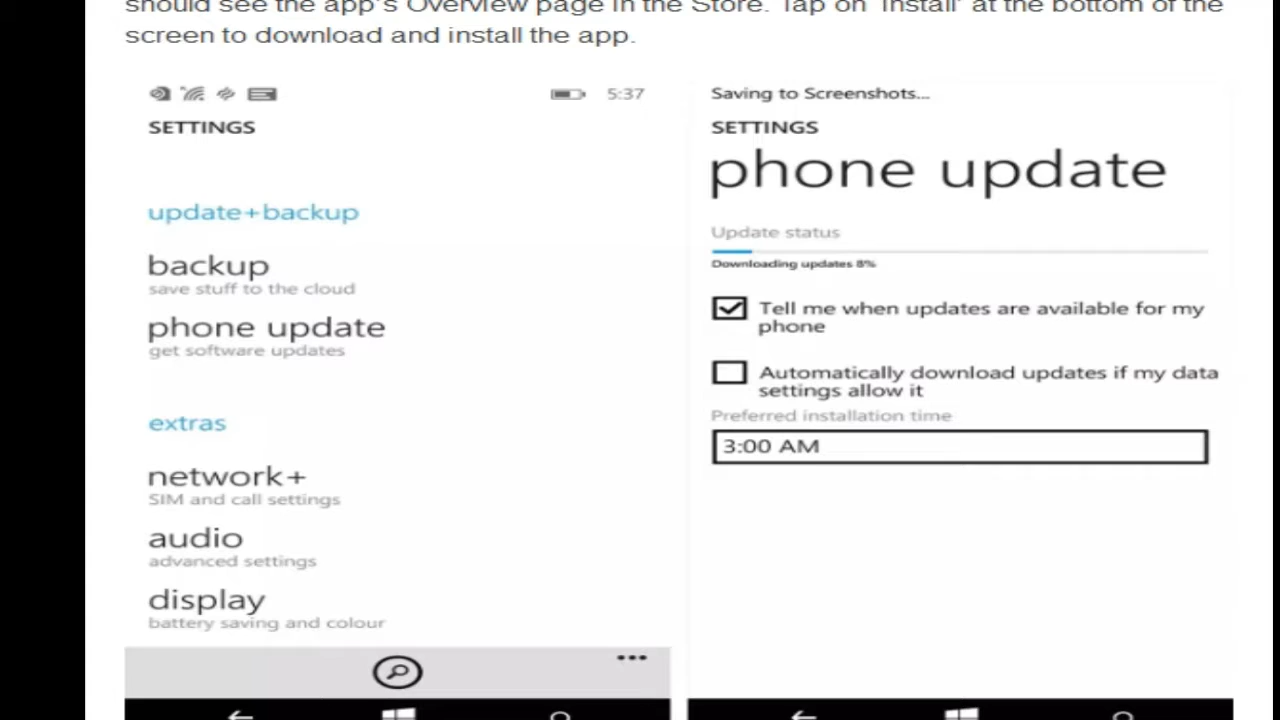 should see the app's Overview page in the Store. Tap on 'Install' at the bottom of the
screen to download and install the app.
5:37
SETTINGS
update+backup
backup
save stuff to the cloud
phone update
get software updates
extras
network+
SIM and call settings
audio
advanced settings
display
battery saving and colour
Saving to Screenshots...
SETTINGS
phone update
Update status
Downloading updates 8%
Tell me when updates are available for my
phone
Automatically download updates if my data
settings allow it
Preferred installation time
3:00 AM